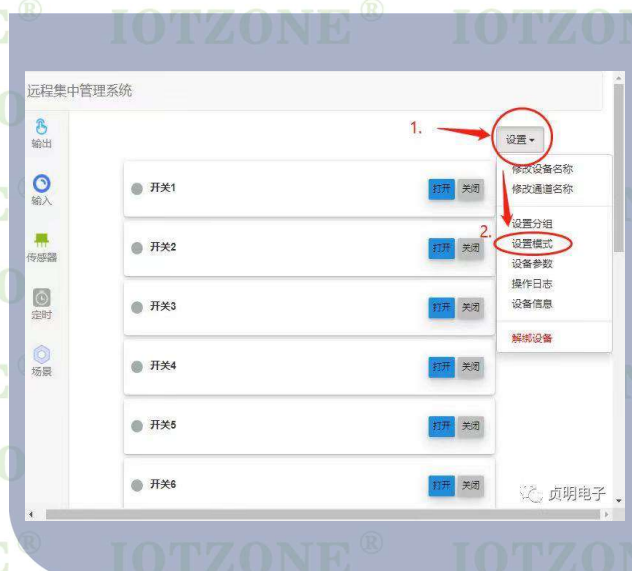 IOTZONE® IOTZO
远程集中管理系统
1.
设置
输出
修改设备名称
开关1 打开 关闭
修改通道名称
输入
设置分组
2.
设置模式
开关2 打开 关闭
传感器
设备参数
操作日志
开关3 打开 关闭
设备信息
定时
解绑设备
开关4 打开 关闭
场景
开关5 打开 关闭
开关6 打开 关闭
贞明电子
IOTZONE® IOTZO